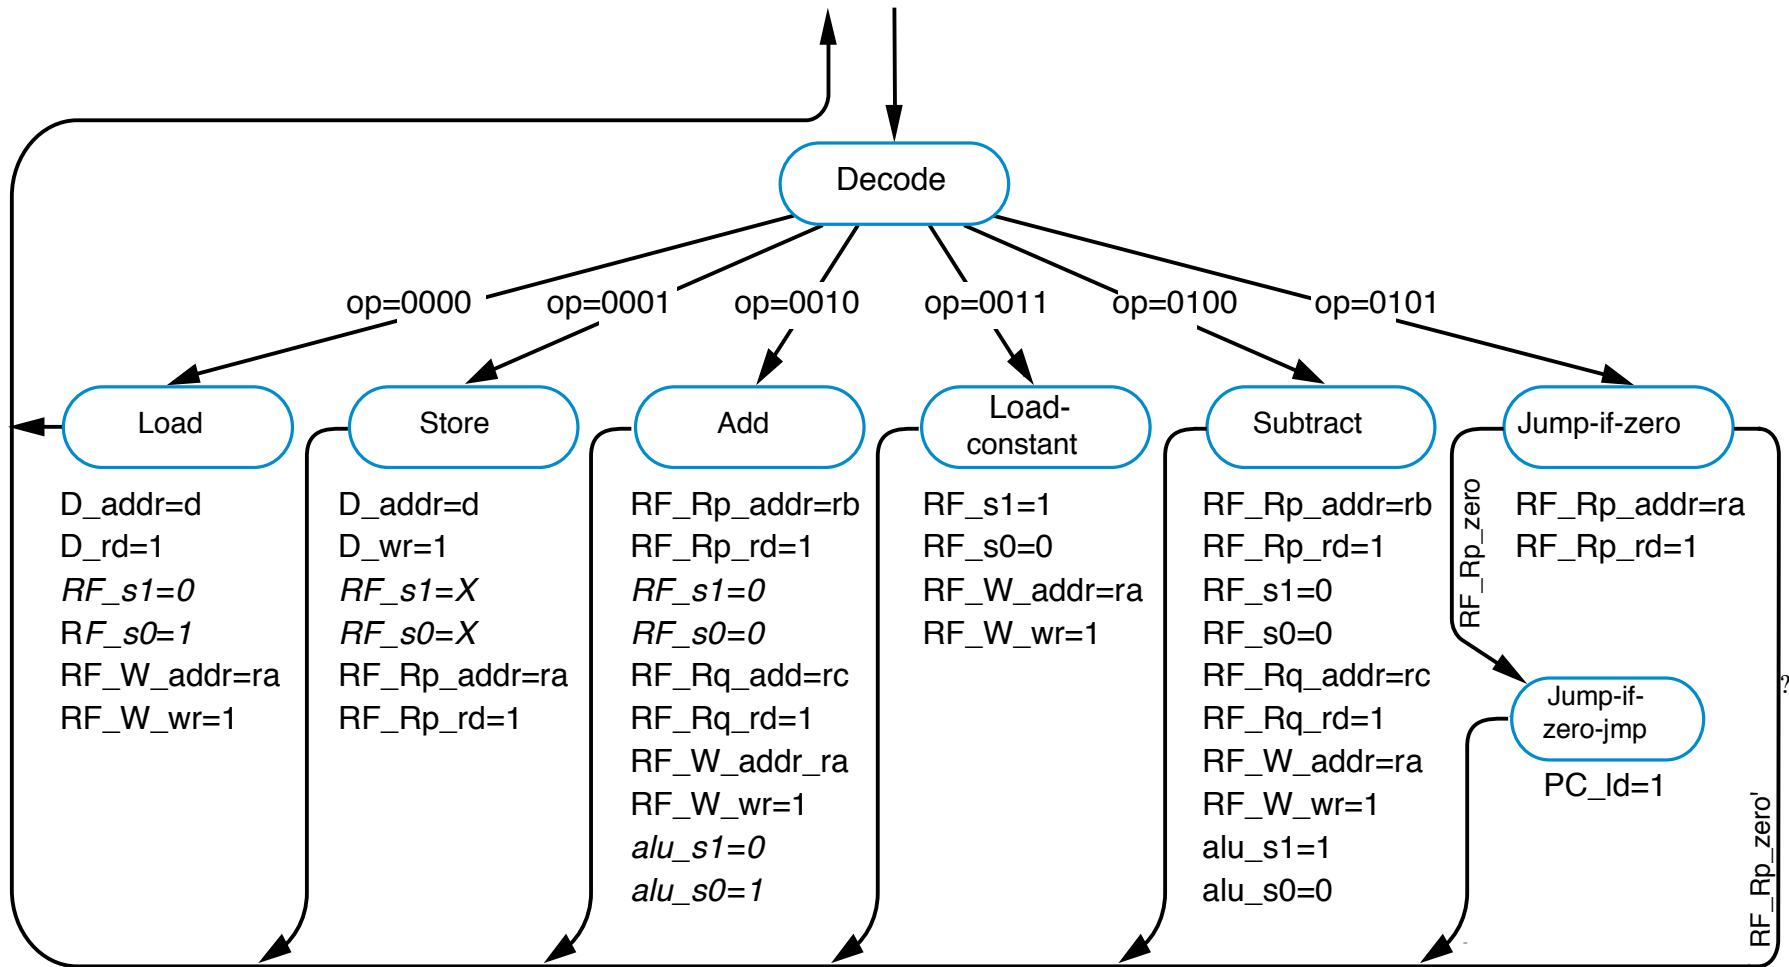 Decode
op=0000
op=0001
op=0010
op=0011
op=0100
op=0101
Load
D_addr=d
D_rd=1
RF_s1=0
RF_s0=1
RF_W_addr=ra
RF_W_wr=1
Store
D_addr=d
D_wr=1
RF_s1=X
RF_s0=X
RF_Rp_addr=ra
RF_Rp_rd=1
Add
RF_Rp_addr=rb
RF_Rp_rd=1
RF_s1=0
RF_s0=0
RF_Rq_add=rc
RF_Rq_rd=1
RF_W_addr_ra
RF_W_wr=1
alu_s1=0
alu_s0=1
Load-
constant
RF_s1=1
RF_s0=0
RF_W_addr=ra
RF_W_wr=1
Subtract
RF_Rp_addr=rb
RF_Rp_rd=1
RF_s1=0
RF_s0=0
RF_Rq_addr=rc
RF_Rq_rd=1
RF_W_addr=ra
RF_W_wr=1
alu_s1=1
alu_s0=0
Jump-if-zero
RF_Rp_addr=ra
RF_Rp_rd=1
RF_Rp_zero
Jump-if-
zero-jmp
PC_ld=1
RF_Rp_zero'
?